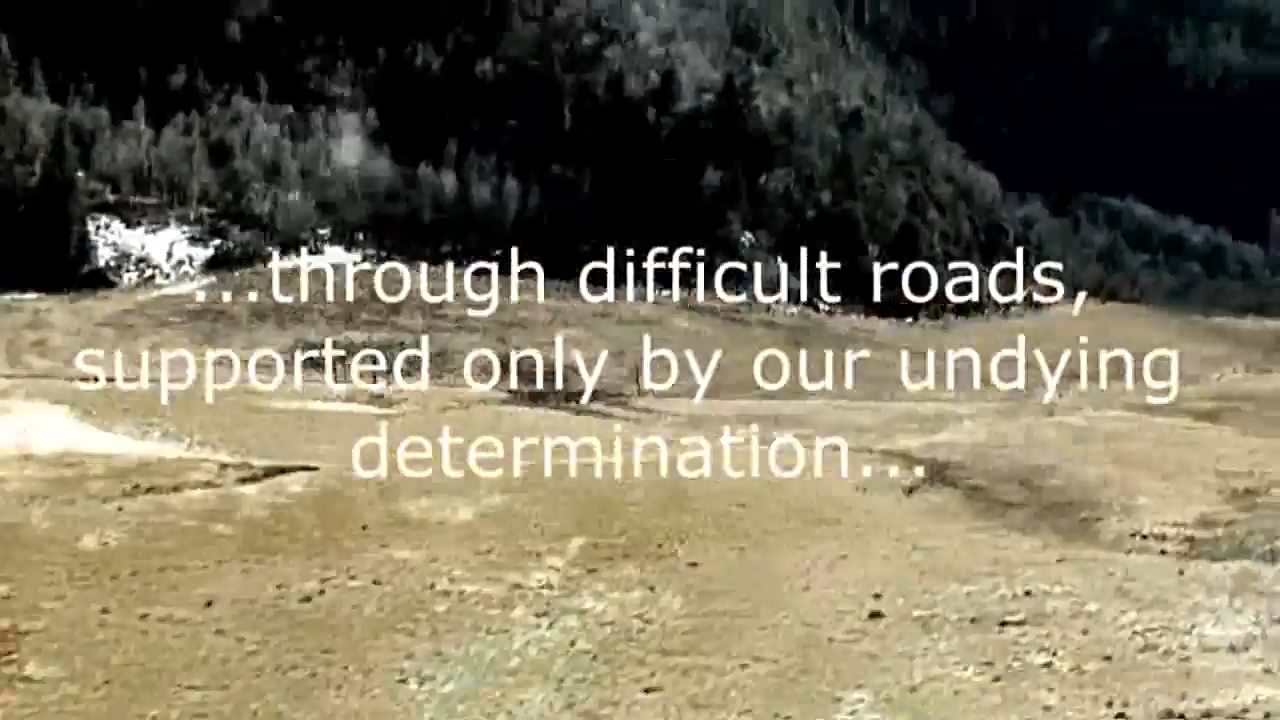 ...through difficult roads,
supported only by our undying
determination...